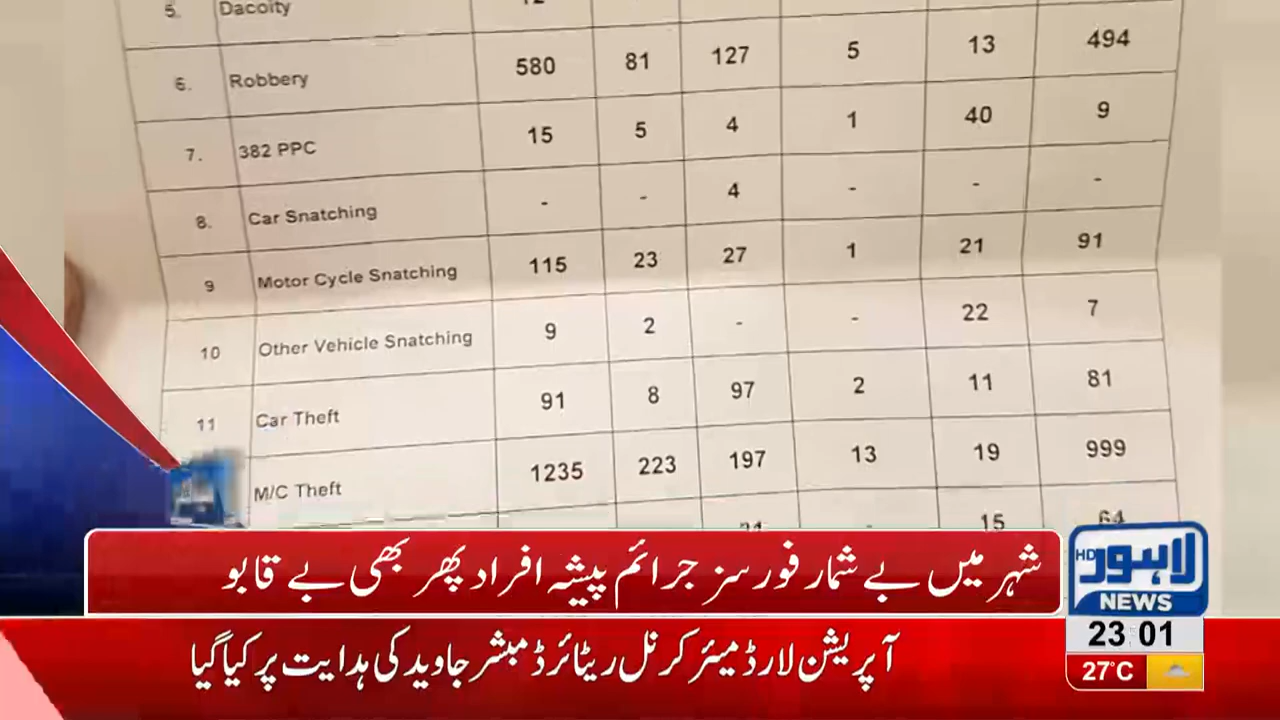 5. Dacoity
6. Robbery 580 81 127 5 13 494
7. 382 PPC 15 5 4 1 40 9
8. Car Snatching - - 4 - - -
9 Motor Cycle Snatching 115 23 27 1 21 91
10 Other Vehicle Snatching 9 2 - - 22 7
11 Car Theft 91 8 97 2 11 81
M/C Theft 1235 223 197 13 19 999
- 15 64
شہر میں بے شمار فورسز جرائم پیشہ افراد پھر بھی بے قابو
لاہور HD
NEWS
23 01
27°C
آپریشن لارڈ میئر کرنل ریٹائرڈ مبشر جاوید کی ہدایت پر کیا گیا